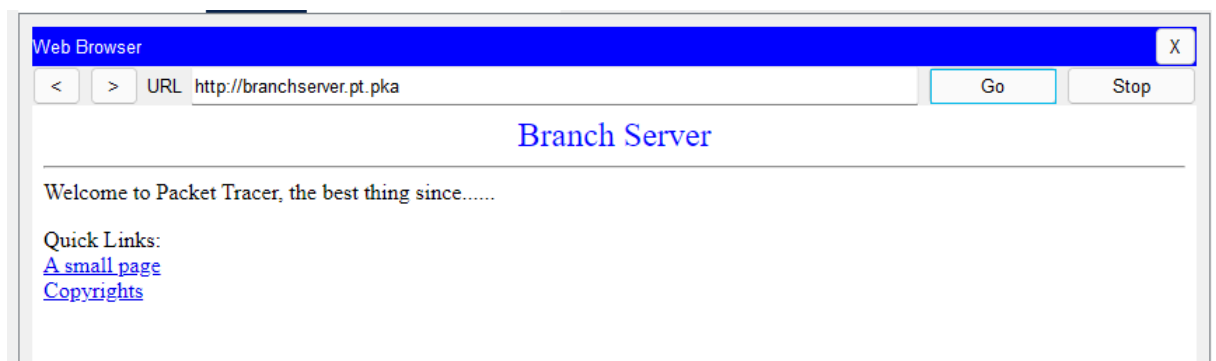 Web Browser X
< > URL http://branchserver.pt.pka Go Stop
Branch Server
Welcome to Packet Tracer, the best thing since......
Quick Links:
A small page
Copyrights